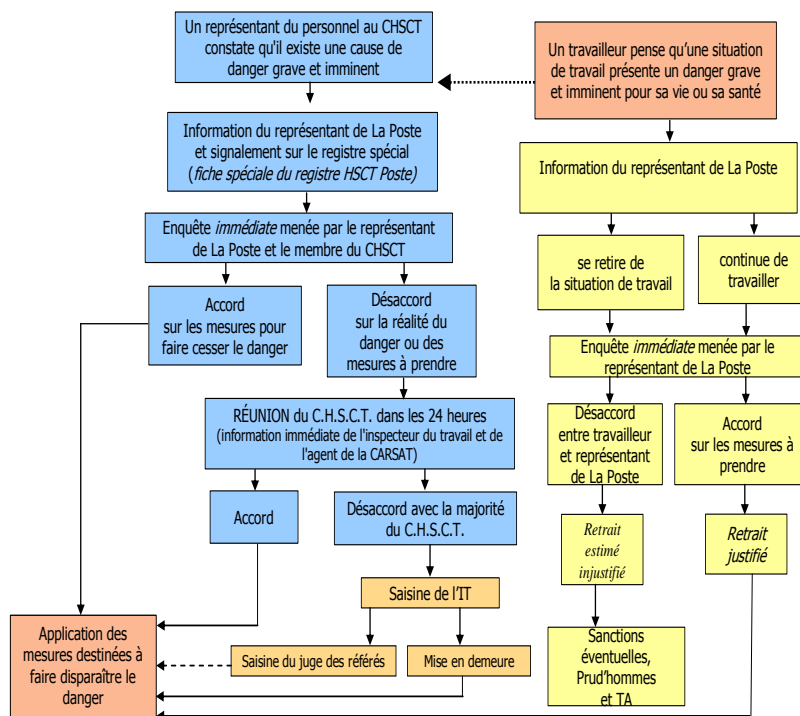 Un représentant du personnel au CHSCT
constate qu'il existe une cause de
danger grave et imminent
Un travailleur pense qu'une situation
de travail présente un danger grave
et imminent pour sa vie ou sa santé
Information du représentant de La Poste
et signalement sur le registre spécial
(fiche spéciale du registre HSCT Poste)
Information du représentant de La Poste
Enquête immédiate menée par le représentant
de La Poste et le membre du CHSCT
se retire de
la situation de travail
continue de
travailler
Accord
sur les mesures pour
faire cesser le danger
Désaccord
sur la réalité du
danger ou des
mesures à prendre
Enquête immédiate menée par le
représentant de La Poste
RÉUNION du C.H.S.C.T. dans les 24 heures
(information immédiate de l'inspecteur du travail et de
l'agent de la CARSAT)
Désaccord
entre travailleur
et représentant
de La Poste
Accord
sur les mesures à
prendre
Accord
Désaccord avec la majorité
du C.H.S.C.T.
Retrait
estimé
injustifié
Retrait
justifié
Saisine de l'IT
Application des
mesures destinées à
faire disparaître le
danger
Saisine du juge des référés
Mise en demeure
Sanctions
éventuelles,
Prud'hommes
et TA